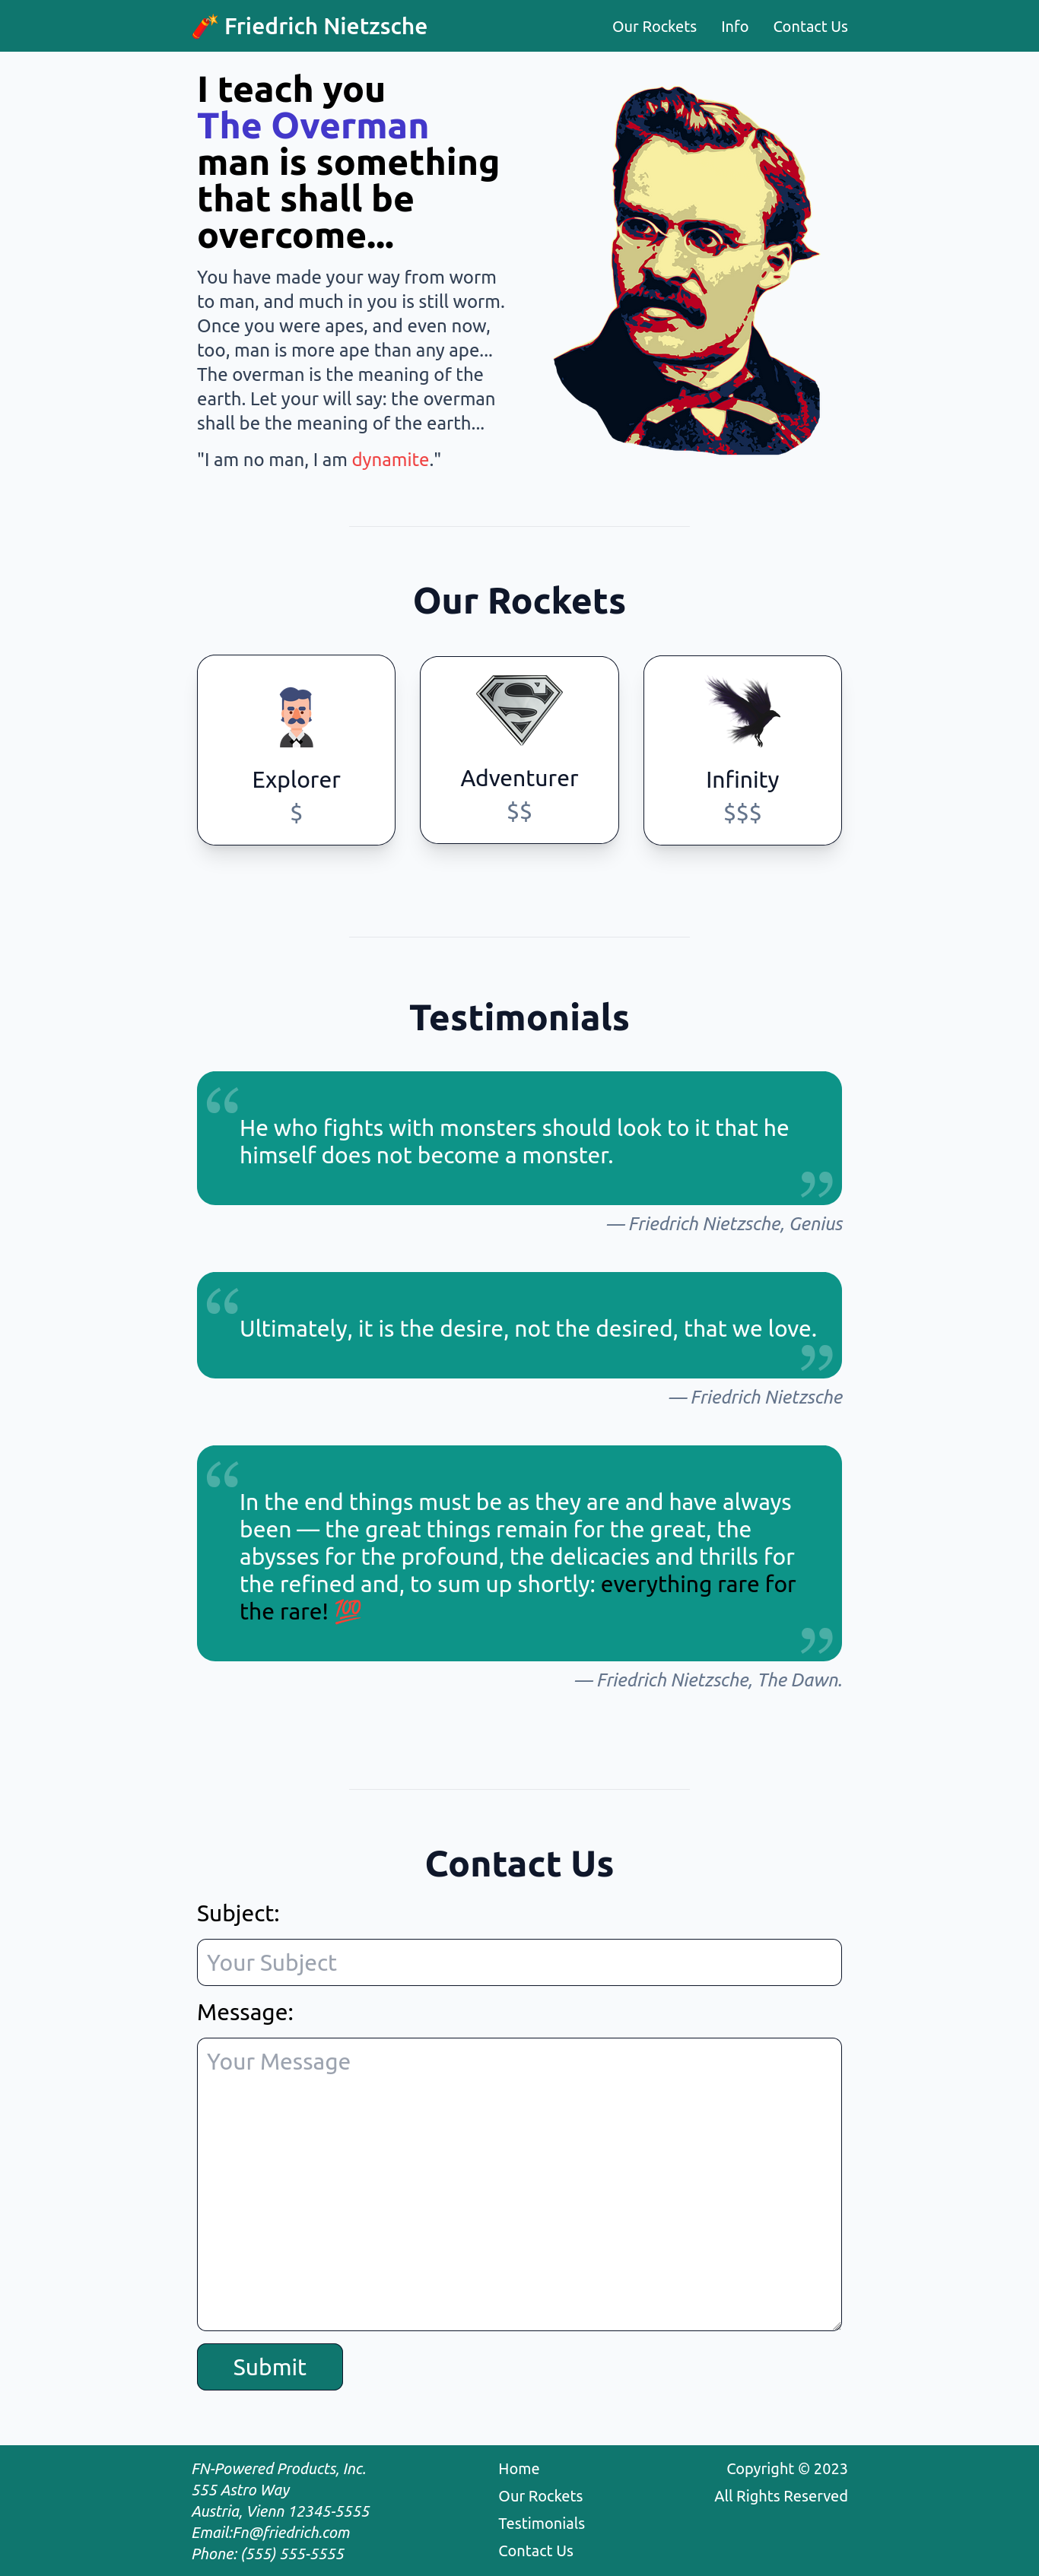 🧨 Friedrich Nietzsche
Our Rockets Info Contact Us
I teach you
The Overman
man is something
that shall be
overcome...
You have made your way from worm
to man, and much in you is still worm.
Once you were apes, and even now,
too, man is more ape than any ape...
The overman is the meaning of the
earth. Let your will say: the overman
shall be the meaning of the earth...
"I am no man, I am dynamite."
Our Rockets
Explorer
$
Adventurer
$$
Infinity
$$$
Testimonials
“
He who fights with monsters should look to it that he
himself does not become a monster.
”
— Friedrich Nietzsche, Genius
“
Ultimately, it is the desire, not the desired, that we love.
”
— Friedrich Nietzsche
“
In the end things must be as they are and have always
been — the great things remain for the great, the
abysses for the profound, the delicacies and thrills for
the refined and, to sum up shortly: everything rare for
the rare! 💯
”
— Friedrich Nietzsche, The Dawn.
Contact Us
Subject:
Your Subject
Message:
Your Message
Submit
FN-Powered Products, Inc.
555 Astro Way
Austria, Vienn 12345-5555
Email:Fn@friedrich.com
Phone: (555) 555-5555
Home
Our Rockets
Testimonials
Contact Us
Copyright © 2023
All Rights Reserved